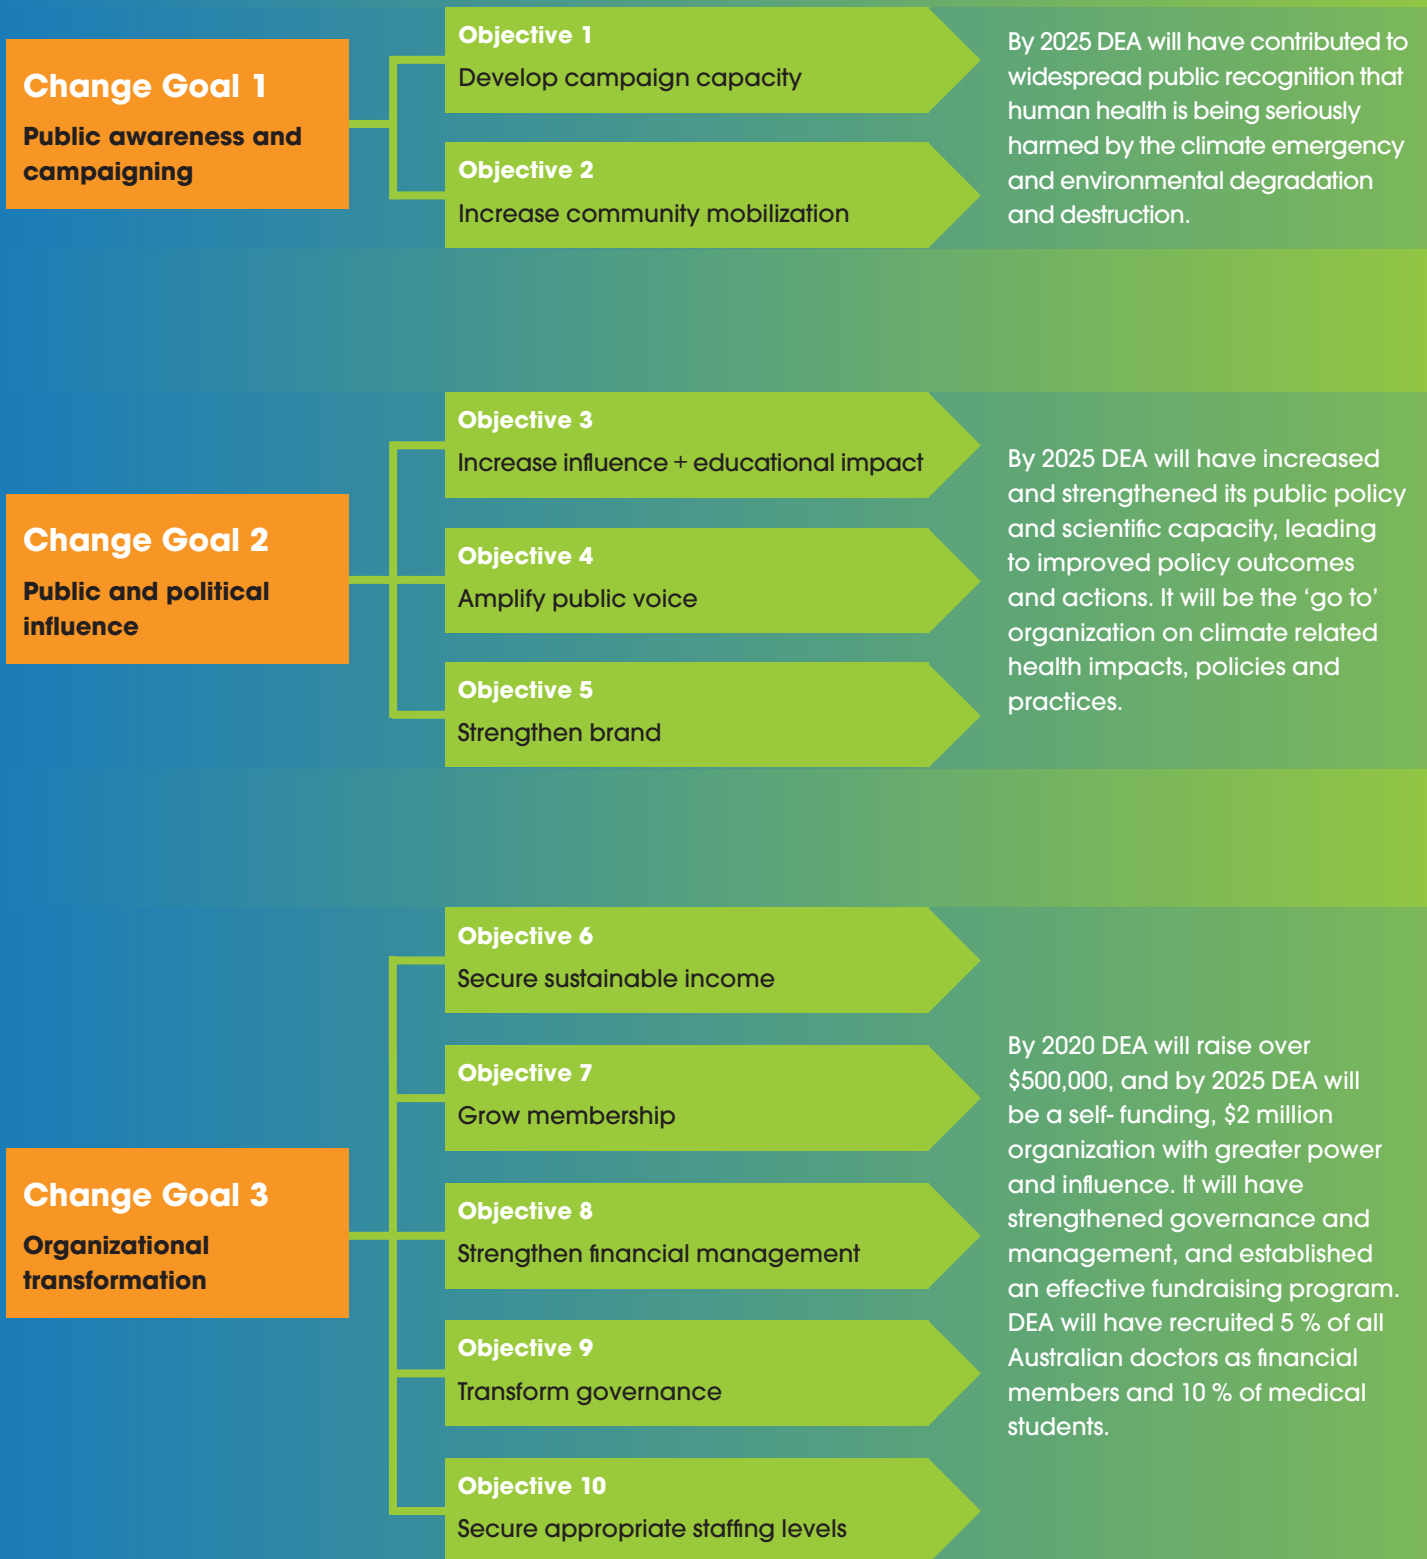 Change Goal 1
Public awareness and
campaigning
Objective 1
Develop campaign capacity
Objective 2
Increase community mobilization
By 2025 DEA will have contributed to
widespread public recognition that
human health is being seriously
harmed by the climate emergency
and environmental degradation
and destruction.
Change Goal 2
Public and political
influence
Objective 3
Increase influence + educational impact
Objective 4
Amplify public voice
Objective 5
Strengthen brand
By 2025 DEA will have increased
and strengthened its public policy
and scientific capacity, leading
to improved policy outcomes
and actions. It will be the ‘go to’
organization on climate related
health impacts, policies and
practices.
Change Goal 3
Organizational
transformation
Objective 6
Secure sustainable income
Objective 7
Grow membership
Objective 8
Strengthen financial management
Objective 9
Transform governance
Objective 10
Secure appropriate staffing levels
By 2020 DEA will raise over
$500,000, and by 2025 DEA will
be a self- funding, $2 million
organization with greater power
and influence. It will have
strengthened governance and
management, and established
an effective fundraising program.
DEA will have recruited 5 % of all
Australian doctors as financial
members and 10 % of medical
students.